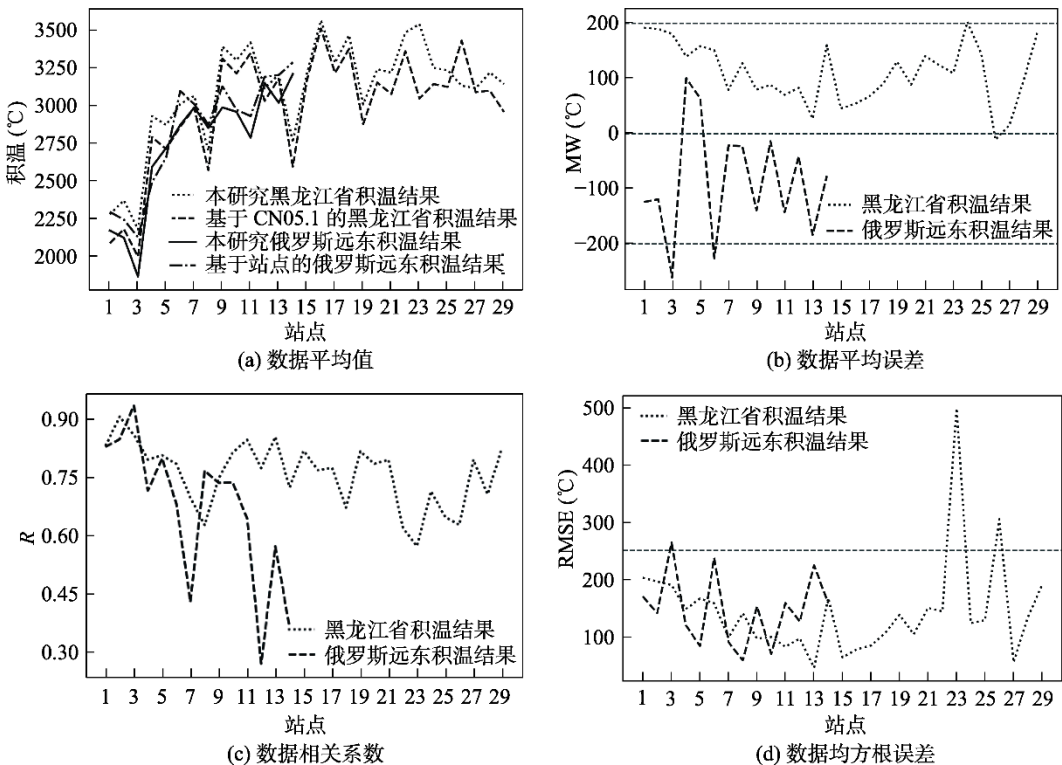 3500
3250
3000
2750
2500
2250
2000
积温 (℃)
本研究黑龙江省积温结果
基于 CN05.1 的黑龙江省积温结果
本研究俄罗斯远东积温结果
基于站点的俄罗斯远东积温结果
1 3 5 7 9 11 13 15 17 19 21 23 25 27 29
站点
(a) 数据平均值
200
100
0
−100
−200
MW (℃)
黑龙江省积温结果
俄罗斯远东积温结果
1 3 5 7 9 11 13 15 17 19 21 23 25 27 29
站点
(b) 数据平均误差
0.90
0.75
0.60
0.45
0.30
R
黑龙江省积温结果
俄罗斯远东积温结果
1 3 5 7 9 11 13 15 17 19 21 23 25 27 29
站点
(c) 数据相关系数
500
400
300
200
100
RMSE (℃)
黑龙江省积温结果
俄罗斯远东积温结果
1 3 5 7 9 11 13 15 17 19 21 23 25 27 29
站点
(d) 数据均方根误差